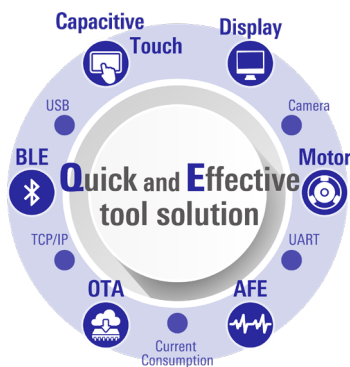 Capacitive
Touch
Display
USB
Camera
BLE
Motor
Quick and Effective
tool solution
TCP/IP
UART
OTA
AFE
Current
Consumption